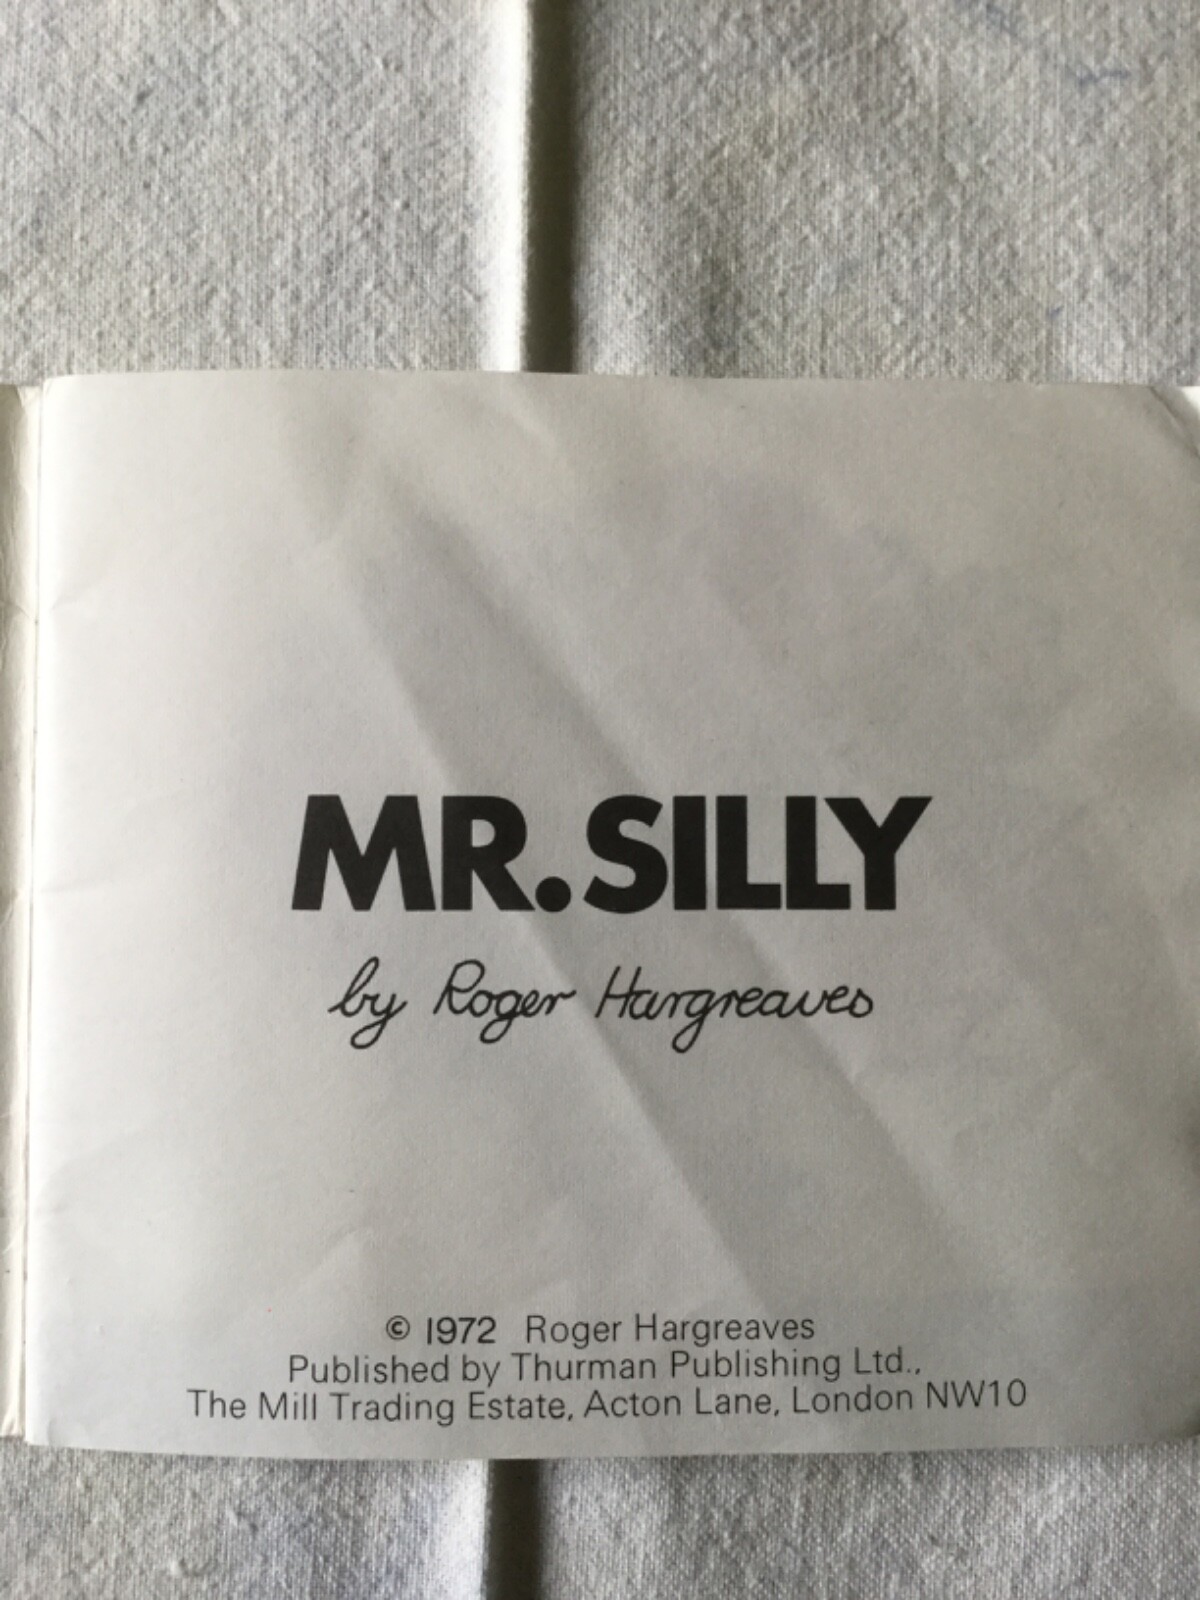 MR. SILLY
by Roger Hargreaves
© 1972 Roger Hargreaves
Published by Thurman Publishing Ltd.,
The Mill Trading Estate, Acton Lane, London NW10